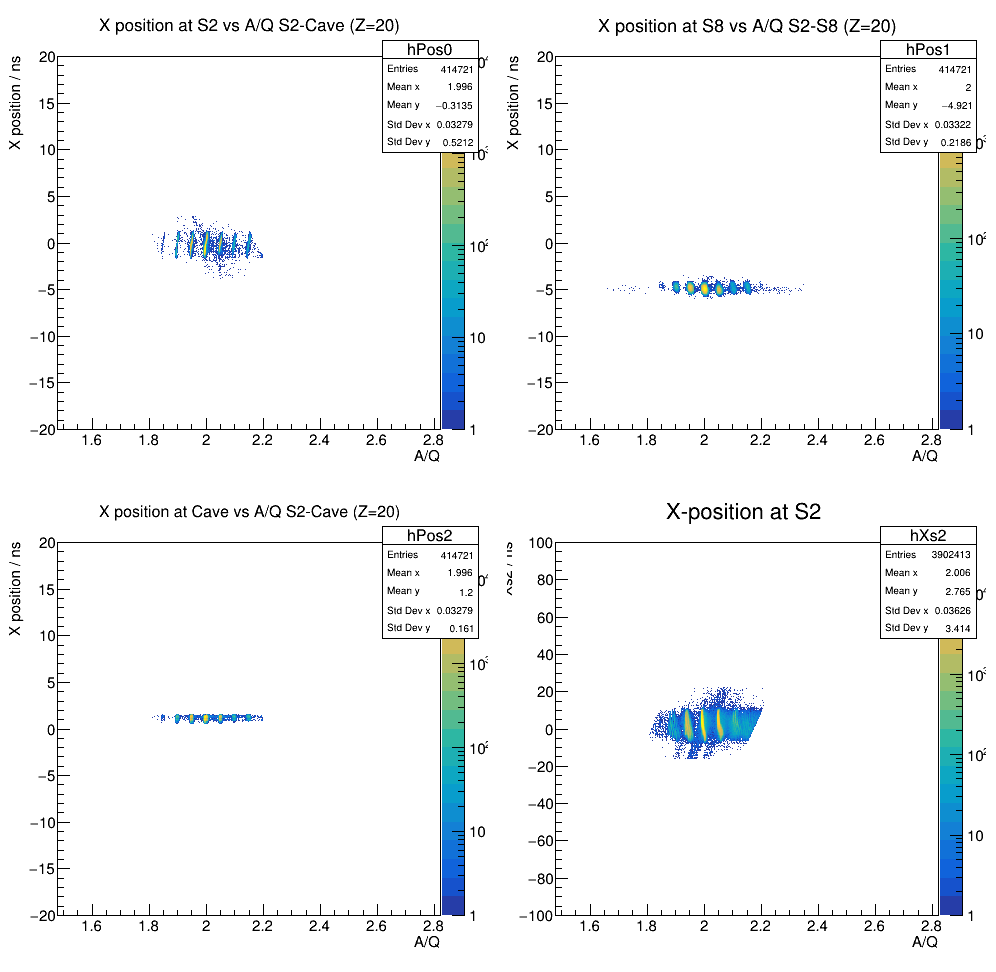 X position at S2 vs A/Q S2-Cave (Z=20)
hPos0
Entries 414721
Mean x 1.996
Mean y −0.3135
Std Dev x 0.03279
Std Dev y 0.5212
X position / ns
20
15
10
5
0
−5
−10
−15
−20
1.6 1.8 2 2.2 2.4 2.6 2.8
A/Q
10³
10²
10
1
X position at S8 vs A/Q S2-S8 (Z=20)
hPos1
Entries 414721
Mean x 2
Mean y −4.921
Std Dev x 0.03322
Std Dev y 0.2186
X position / ns
20
15
10
5
0
−5
−10
−15
−20
1.6 1.8 2 2.2 2.4 2.6 2.8
A/Q
10²
10
1
X position at Cave vs A/Q S2-Cave (Z=20)
hPos2
Entries 414721
Mean x 1.996
Mean y 1.2
Std Dev x 0.03279
Std Dev y 0.161
X position / ns
20
15
10
5
0
−5
−10
−15
−20
1.6 1.8 2 2.2 2.4 2.6 2.8
A/Q
10³
10²
10
1
X-position at S2
hXs2
Entries 3902413
Mean x 2.006
Mean y 2.765
Std Dev x 0.03626
Std Dev y 3.414
100
80
60
40
20
0
−20
−40
−60
−80
−100
1.6 1.8 2 2.2 2.4 2.6 2.8
A/Q
10³
10²
10
1